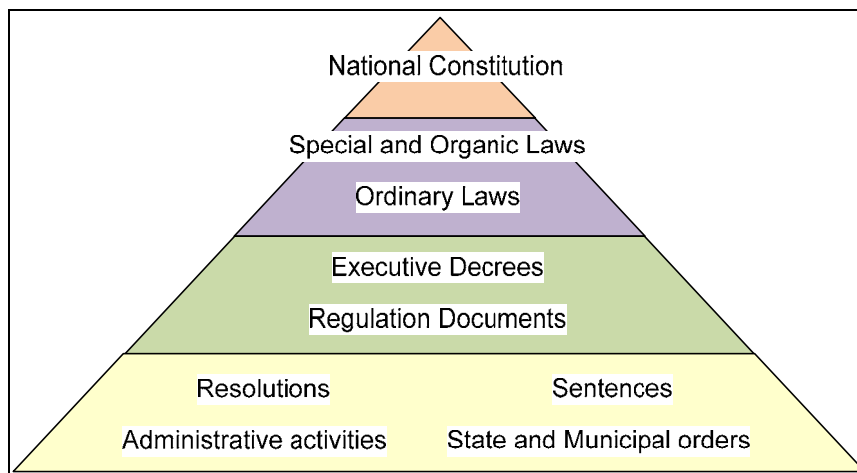 National Constitution
Special and Organic Laws
Ordinary Laws
Executive Decrees
Regulation Documents
Resolutions
Sentences
Administrative activities
State and Municipal orders